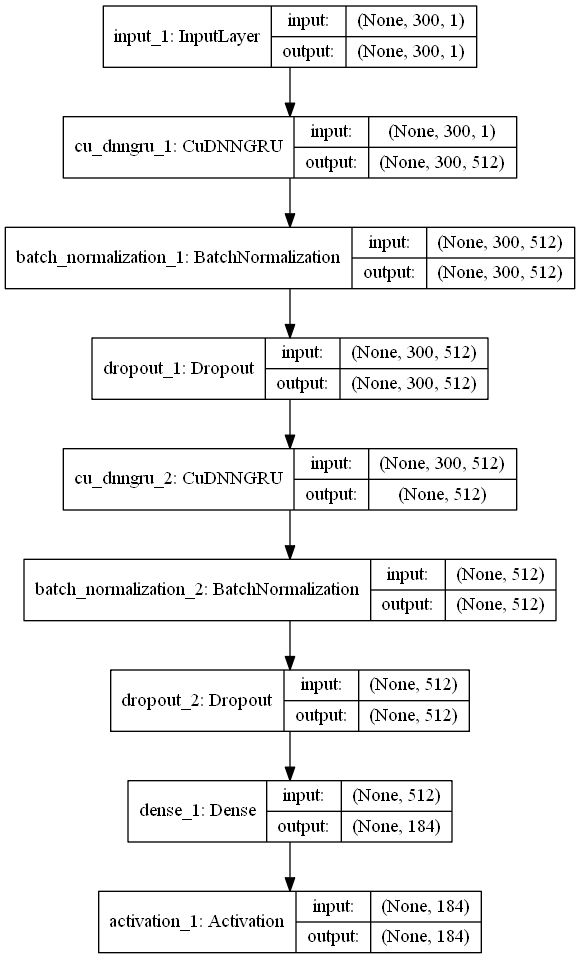 input_1: InputLayer
input: (None, 300, 1)
output: (None, 300, 1)
cu_dnngru_1: CuDNNGRU
input: (None, 300, 1)
output: (None, 300, 512)
batch_normalization_1: BatchNormalization
input: (None, 300, 512)
output: (None, 300, 512)
dropout_1: Dropout
input: (None, 300, 512)
output: (None, 300, 512)
cu_dnngru_2: CuDNNGRU
input: (None, 300, 512)
output: (None, 512)
batch_normalization_2: BatchNormalization
input: (None, 512)
output: (None, 512)
dropout_2: Dropout
input: (None, 512)
output: (None, 512)
dense_1: Dense
input: (None, 512)
output: (None, 184)
activation_1: Activation
input: (None, 184)
output: (None, 184)